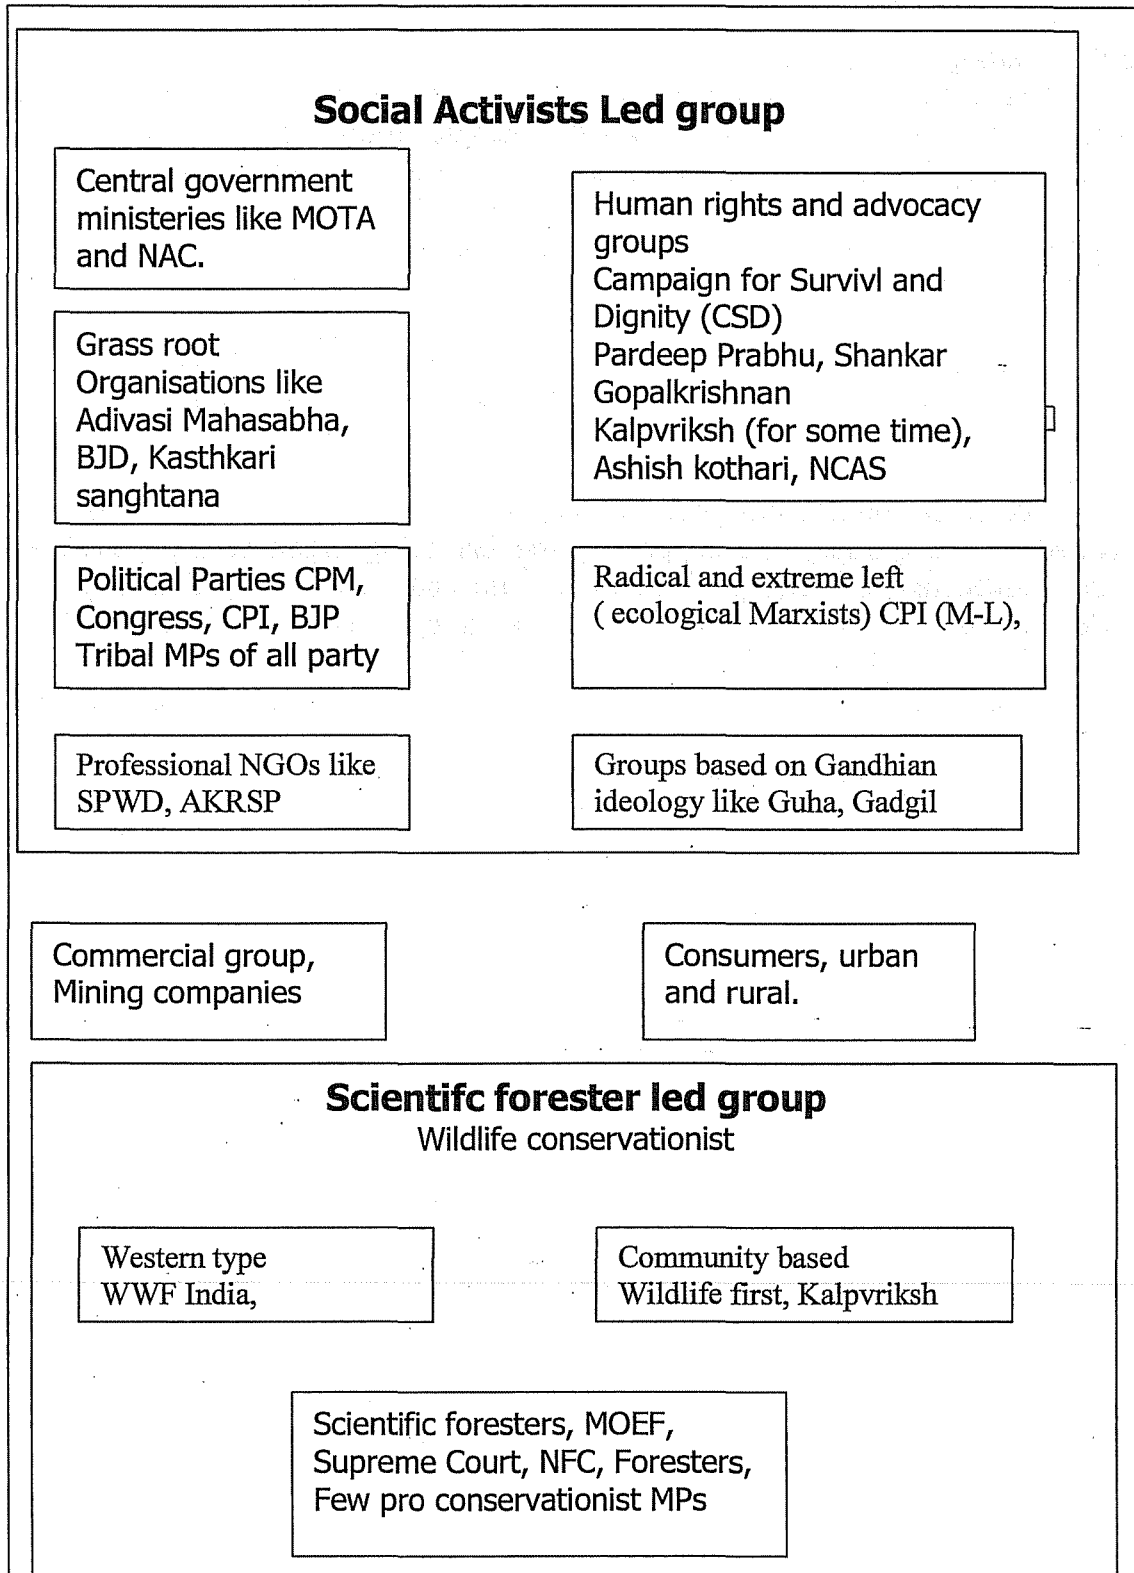 Social Activists Led group
Central government
ministeries like MOTA
and NAC.
Human rights and advocacy
groups
Campaign for Survivl and
Dignity (CSD)
Pardeep Prabhu, Shankar
Gopalkrishnan
Kalpvriksh (for some time),
Ashish kothari, NCAS
Grass root
Organisations like
Adivasi Mahasabha,
BJD, Kasthkari
sanghtana
Political Parties CPM,
Congress, CPI, BJP
Tribal MPs of all party
Radical and extreme left
( ecological Marxists) CPI (M-L),
Professional NGOs like
SPWD, AKRSP
Groups based on Gandhian
ideology like Guha, Gadgil
Commercial group,
Mining companies
Consumers, urban
and rural.
Scientifc forester led group
Wildlife conservationist
Western type
WWF India,
Community based
Wildlife first, Kalpvriksh
Scientific foresters, MOEF,
Supreme Court, NFC, Foresters,
Few pro conservationist MPs